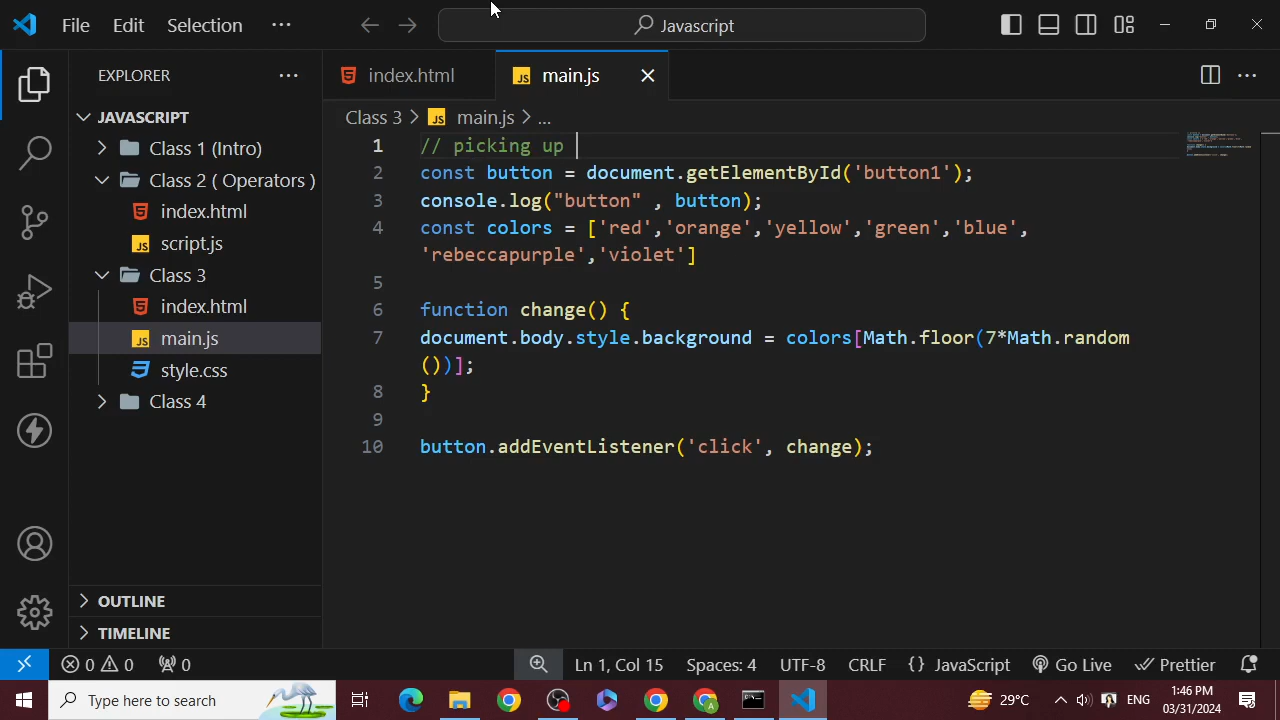 File Edit Selection ···
Javascript
EXPLORER ···
index.html
JS main.js
···
JAVASCRIPT
Class 3 > JS main.js > ...
Class 1 (Intro)
Class 2 ( Operators )
index.html
JS script.js
Class 3
index.html
JS main.js
style.css
Class 4
1 // picking up
2 const button = document.getElementById('button1');
3 console.log("button" , button);
4 const colors = ['red','orange','yellow','green','blue',
'rebeccapurple','violet']
5
6 function change() {
7 document.body.style.background = colors[Math.floor(7*Math.random
())];
8 }
9
10 button.addEventListener('click', change);
OUTLINE
TIMELINE
0 0 0
Ln 1, Col 15 Spaces: 4 UTF-8 CRLF {} JavaScript Go Live Prettier
Type here to search
29°C
ENG
1:46 PM
03/31/2024